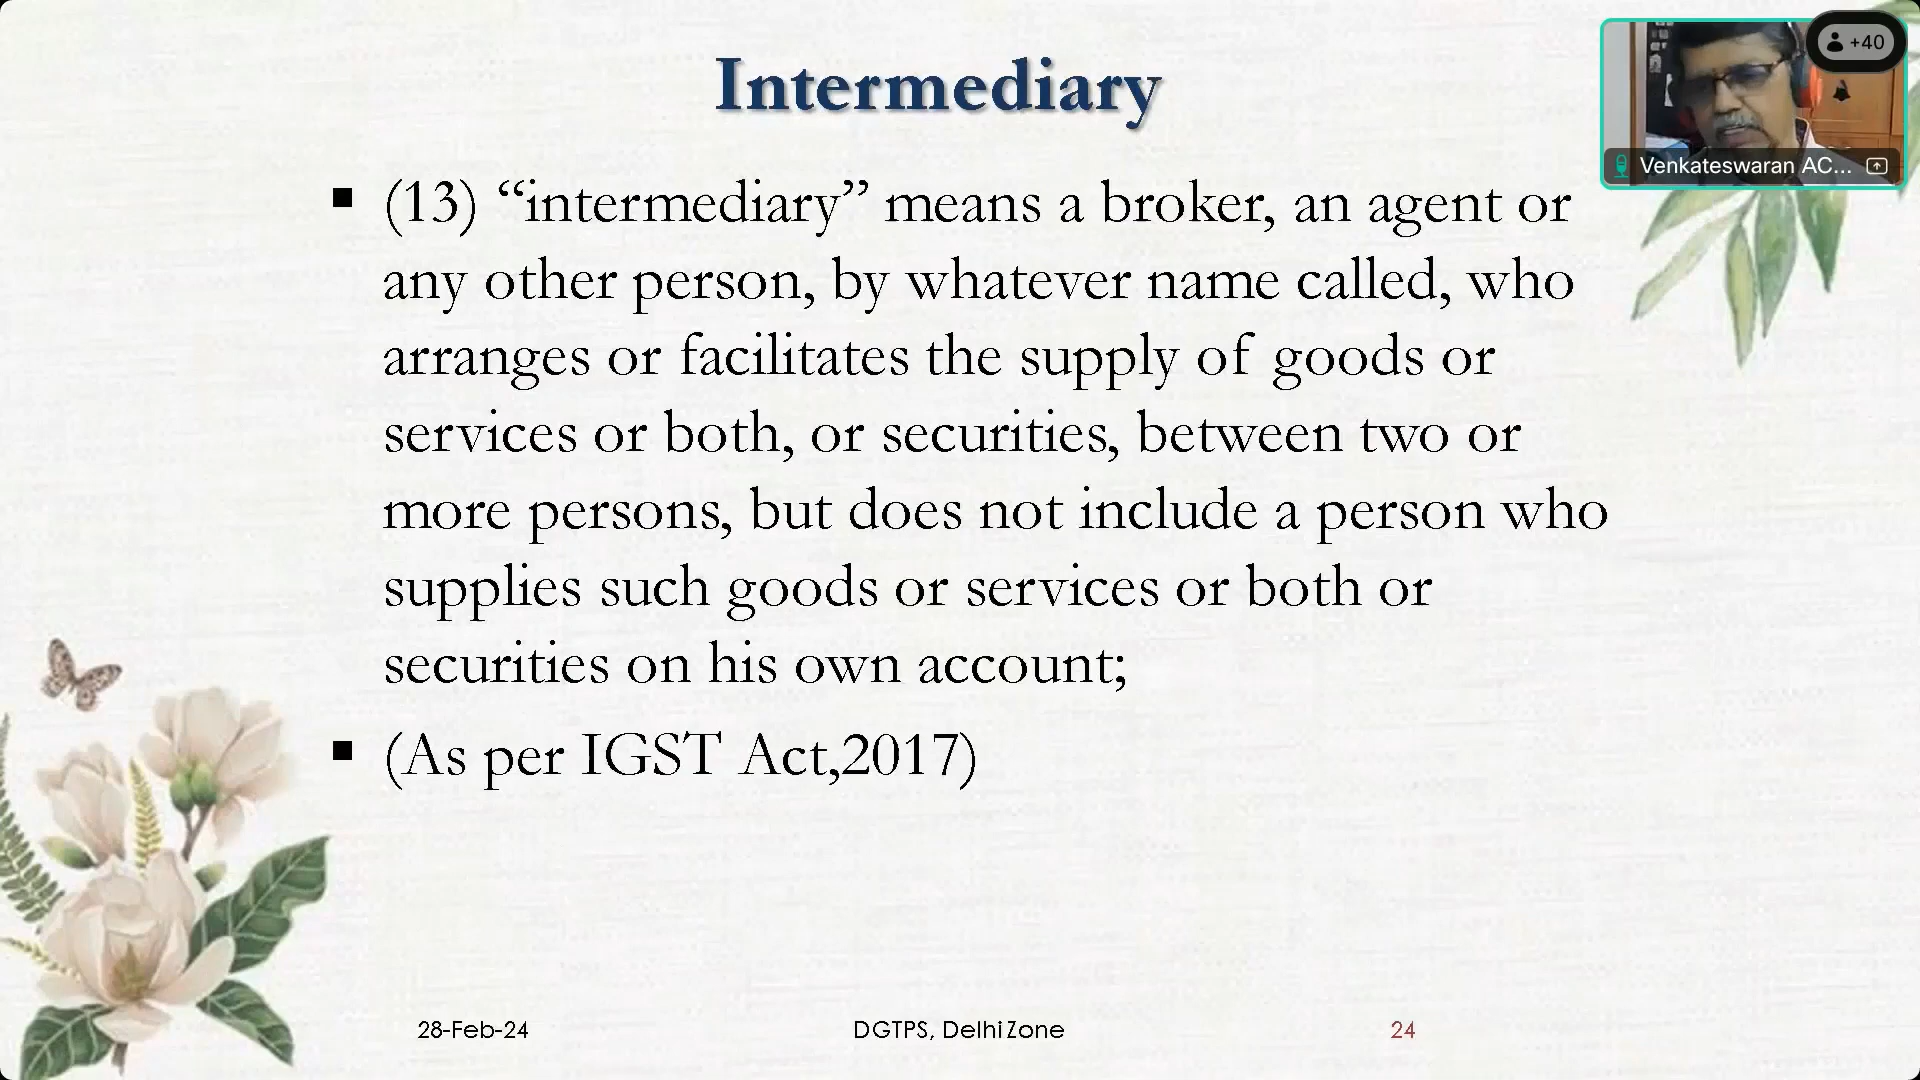 Intermediary
+40
Venkateswaran AC...
▪ (13) “intermediary” means a broker, an agent or
any other person, by whatever name called, who
arranges or facilitates the supply of goods or
services or both, or securities, between two or
more persons, but does not include a person who
supplies such goods or services or both or
securities on his own account;
▪ (As per IGST Act,2017)
28-Feb-24
DGTPS, Delhi Zone
24